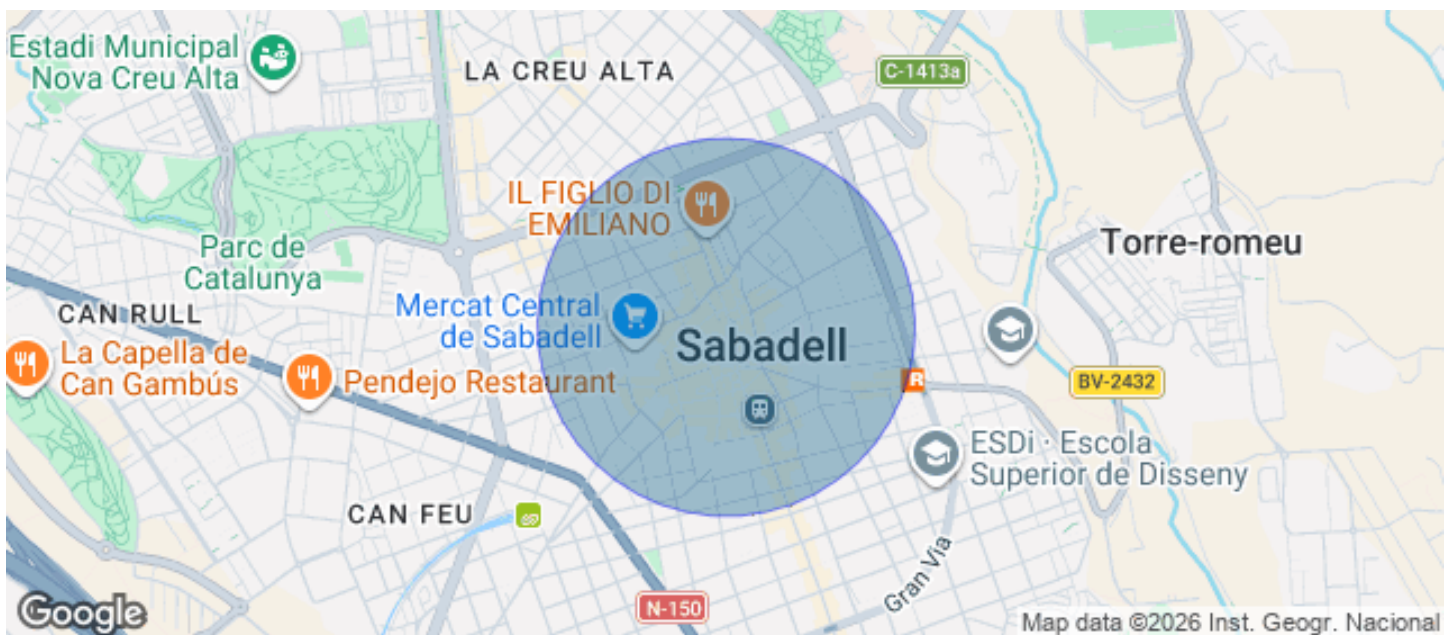 Estadi Municipal
Nova Creu Alta
LA CREU ALTA
C-1413a
IL FIGLIO DI
EMILIANO
Parc de
Catalunya
Torre-romeu
CAN RULL
Mercat Central
de Sabadell
Sabadell
La Capella de
Can Gambús
Pendejo Restaurant
R
BV-2432
ESDi · Escola
Superior de Disseny
CAN FEU
Gran Via
N-150
Google
Map data ©2026 Inst. Geogr. Nacional